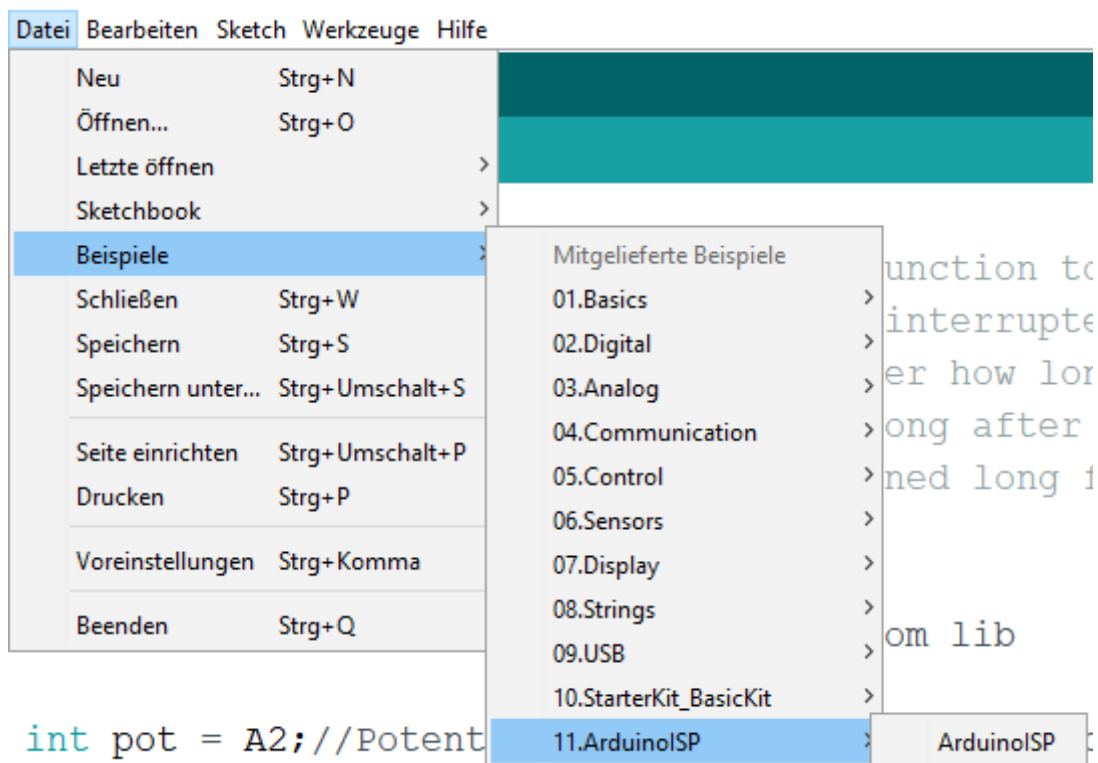 Datei Bearbeiten Sketch Werkzeuge Hilfe
Neu Strg+N
Öffnen... Strg+O
Letzte öffnen
Sketchbook
Beispiele
Schließen Strg+W
Speichern Strg+S
Speichern unter... Strg+Umschalt+S
Seite einrichten Strg+Umschalt+P
Drucken Strg+P
Voreinstellungen Strg+Komma
Beenden Strg+Q
Mitgelieferte Beispiele
01.Basics
02.Digital
03.Analog
04.Communication
05.Control
06.Sensors
07.Display
08.Strings
09.USB
10.StarterKit_BasicKit
11.ArduinoISP
ArduinoISP
unction to
interrupte
er how lon
ong after
ned long f
om lib
int pot = A2;//Potent